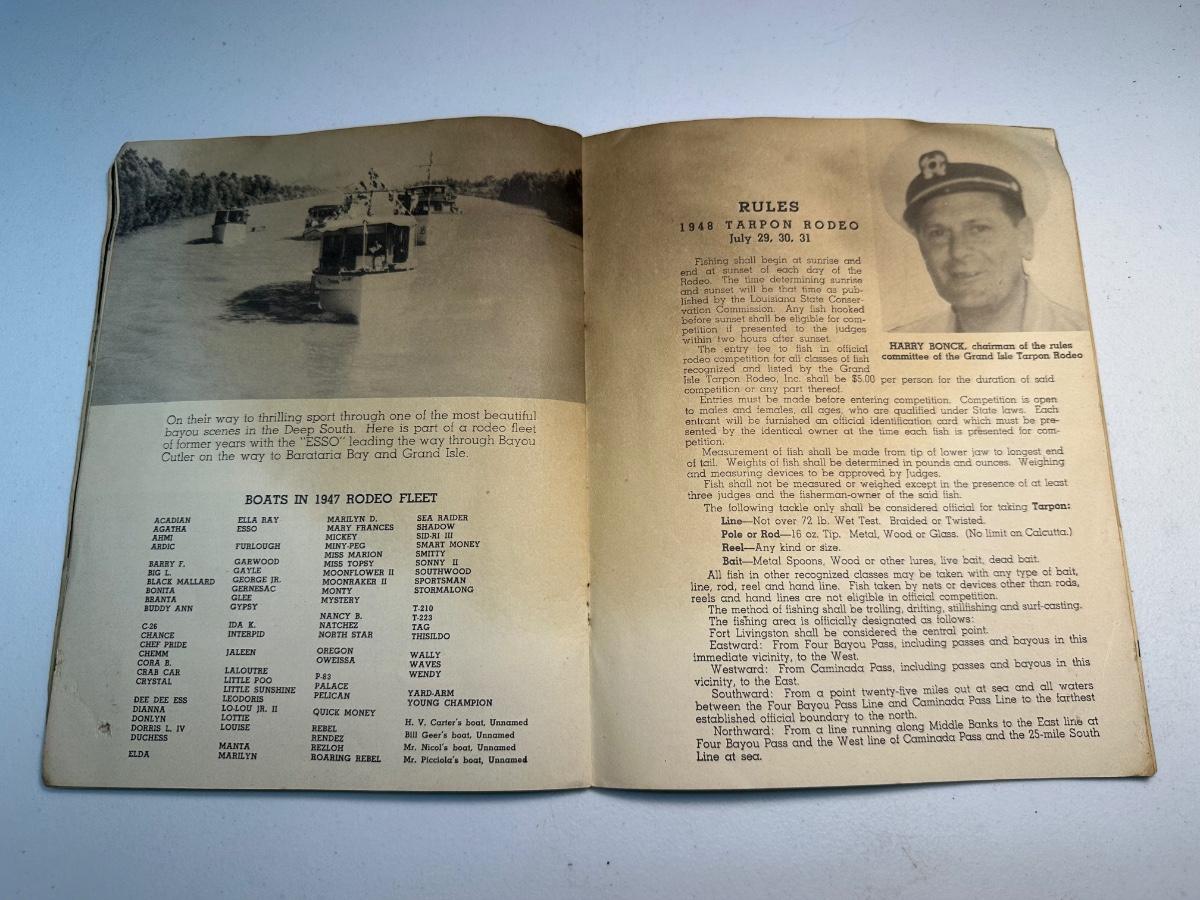 On their way to thrilling sport through one of the most beautiful
bayou scenes in the Deep South. Here is part of a rodeo fleet
of former years with the "ESSO" leading the way through Bayou
Cutler on the way to Barataria Bay and Grand Isle.
BOATS IN 1947 RODEO FLEET
ACADIAN
AGATHA
AHMI
ARDIC
BARRY F.
BIG L.
BLACK MALLARD
BONITA
BRANTA
BUDDY ANN
C-26
CHANCE
CHEF PRIDE
CHEMM
CORA B.
CRAB CAR
CRYSTAL
DEE DEE ESS
DIANNA
DONLYN
DORRIS L. IV
DUCHESS
ELDA
ELLA RAY
ESSO
FURLOUGH
GARWOOD
GAYLE
GEORGE JR.
GERNESAC
GLEE
GYPSY
IDA K.
INTERPID
JALEEN
LALOUTRE
LITTLE POO
LITTLE SUNSHINE
LEODORIS
LO-LOU JR. II
LOTTIE
LOUISE
MANTA
MARILYN
MARILYN D.
MARY FRANCES
MICKEY
MINY-PEG
MISS MARION
MISS TOPSY
MOONFLOWER II
MOONRAKER II
MONTY
MYSTERY
NANCY B.
NATCHEZ
NORTH STAR
OREGON
OWEISSA
P-83
PALACE
PELICAN
QUICK MONEY
REBEL
RENDEZ
REZLOH
ROARING REBEL
SEA RAIDER
SHADOW
SID-RI III
SMART MONEY
SMITTY
SONNY II
SOUTHWOOD
SPORTSMAN
STORMALONG
T-210
T-223
TAG
THISILDO
WALLY
WAVES
WENDY
YARD-ARM
YOUNG CHAMPION
H. V. Carter's boat, Unnamed
Bill Geer's boat, Unnamed
Mr. Nicol's boat, Unnamed
Mr. Picciola's boat, Unnamed
RULES
1948 TARPON RODEO
July 29, 30, 31
Fishing shall begin at sunrise and
end at sunset of each day of the
Rodeo. The time determining sunrise
and sunset will be that time as pub-
lished by the Louisiana State Conser-
vation Commission. Any fish hooked
before sunset shall be eligible for com-
petition if presented to the judges
within two hours after sunset.
The entry fee to fish in official
rodeo competition for all classes of fish
recognized and listed by the Grand
Isle Tarpon Rodeo, Inc. shall be $5.00 per person for the duration of said
competition or any part thereof.
HARRY BONCK, chairman of the rules
committee of the Grand Isle Tarpon Rodeo
Entries must be made before entering competition. Competition is open
to males and females, all ages, who are qualified under State laws. Each
entrant will be furnished an official identification card which must be pre-
sented by the identical owner at the time each fish is presented for com-
petition.
Measurement of fish shall be made from tip of lower jaw to longest end
of tail. Weights of fish shall be determined in pounds and ounces. Weighing
and measuring devices to be approved by Judges.
Fish shall not be measured or weighed except in the presence of at least
three judges and the fisherman-owner of the said fish.
The following tackle only shall be considered official for taking Tarpon:
Line—Not over 72 lb. Wet Test. Braided or Twisted.
Pole or Rod—16 oz. Tip. Metal, Wood or Glass. (No limit on Calcutta.)
Reel—Any kind or size.
Bait—Metal Spoons, Wood or other lures, live bait, dead bait.
All fish in other recognized classes may be taken with any type of bait,
line, rod, reel and hand line. Fish taken by nets or devices other than rods,
reels and hand lines are not eligible in official competition.
The method of fishing shall be trolling, drifting, stillfishing and surf-casting.
The fishing area is officially designated as follows:
Fort Livingston shall be considered the central point.
Eastward: From Four Bayou Pass, including passes and bayous in this
immediate vicinity, to the West.
Westward: From Caminada Pass, including passes and bayous in this
vicinity, to the East.
Southward: From a point twenty-five miles out at sea and all waters
between the Four Bayou Pass Line and Caminada Pass Line to the farthest
established official boundary to the north.
Northward: From a line running along Middle Banks to the East line at
Four Bayou Pass and the West line of Caminada Pass and the 25-mile South
Line at sea.